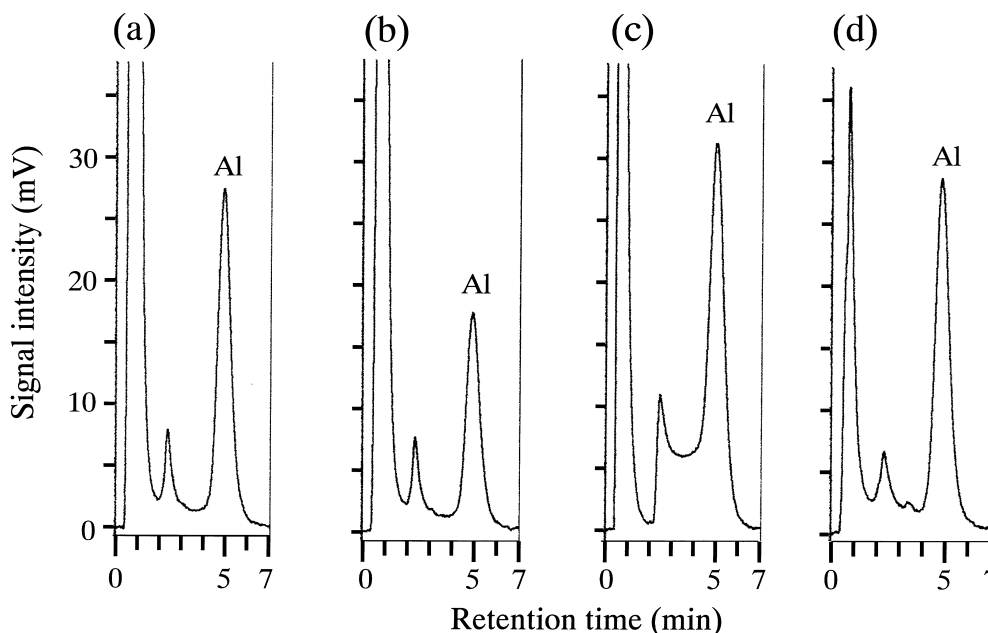 (a) (b) (c) (d)
Al Al Al Al
Signal intensity (mV)
30
20
10
0
0 5 7 0 5 7 0 5 7 0 5 7
Retention time (min)